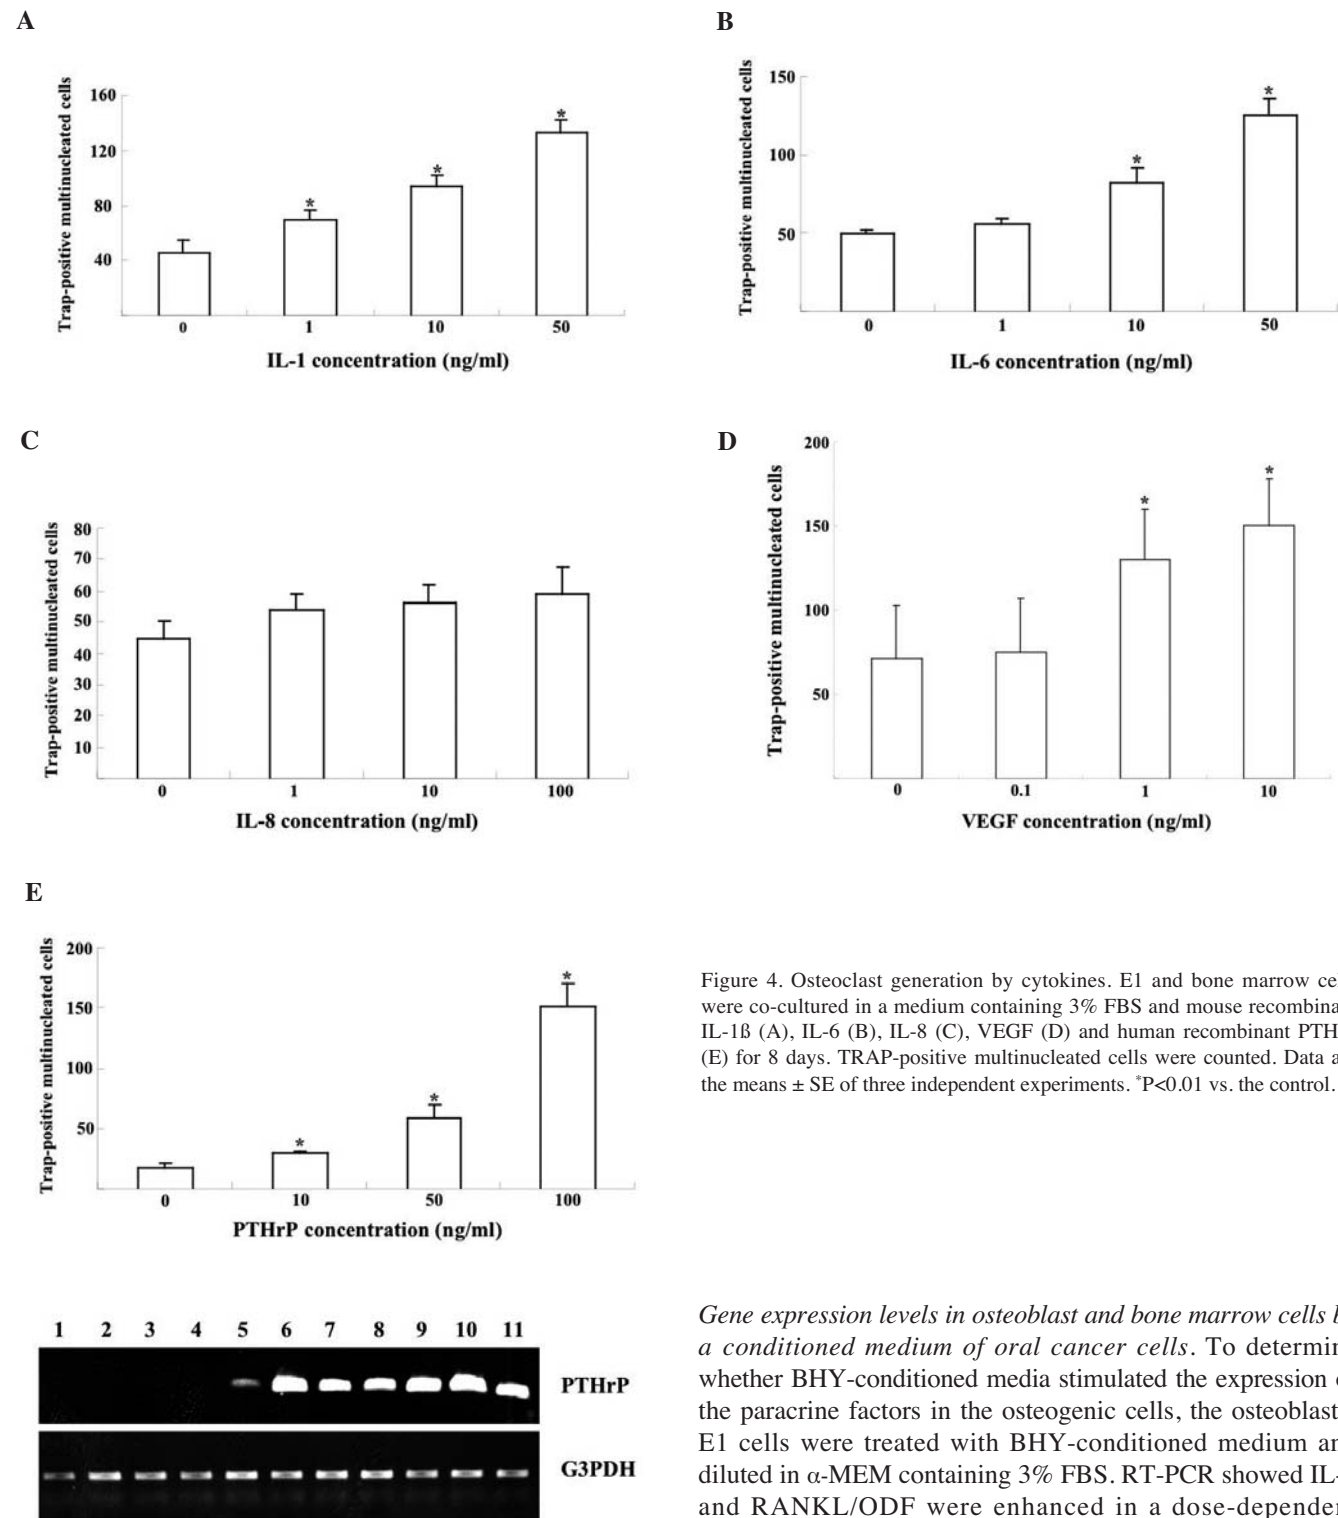 A
Trap-positive multinucleated cells
160
120
80
40
* * *
0 1 10 50
IL-1 concentration (ng/ml)
B
Trap-positive multinucleated cells
150
100
50
* *
0 1 10 50
IL-6 concentration (ng/ml)
C
Trap-positive multinucleated cells
80
70
60
50
40
30
20
10
0 1 10 100
IL-8 concentration (ng/ml)
D
Trap-positive multinucleated cells
200
150
100
50
* *
0 0.1 1 10
VEGF concentration (ng/ml)
E
Trap-positive multinucleated cells
200
150
100
50
* * *
0 10 50 100
PTHrP concentration (ng/ml)
Figure 4. Osteoclast generation by cytokines. E1 and bone marrow cel
were co-cultured in a medium containing 3% FBS and mouse recombina
IL-1ß (A), IL-6 (B), IL-8 (C), VEGF (D) and human recombinant PTH
(E) for 8 days. TRAP-positive multinucleated cells were counted. Data a
the means ± SE of three independent experiments. *P<0.01 vs. the control.
1 2 3 4 5 6 7 8 9 10 11
PTHrP
G3PDH
Gene expression levels in osteoblast and bone marrow cells b
a conditioned medium of oral cancer cells. To determin
whether BHY-conditioned media stimulated the expression o
the paracrine factors in the osteogenic cells, the osteoblast
E1 cells were treated with BHY-conditioned medium an
diluted in α-MEM containing 3% FBS. RT-PCR showed IL-
and RANKL/ODF were enhanced in a dose-depender